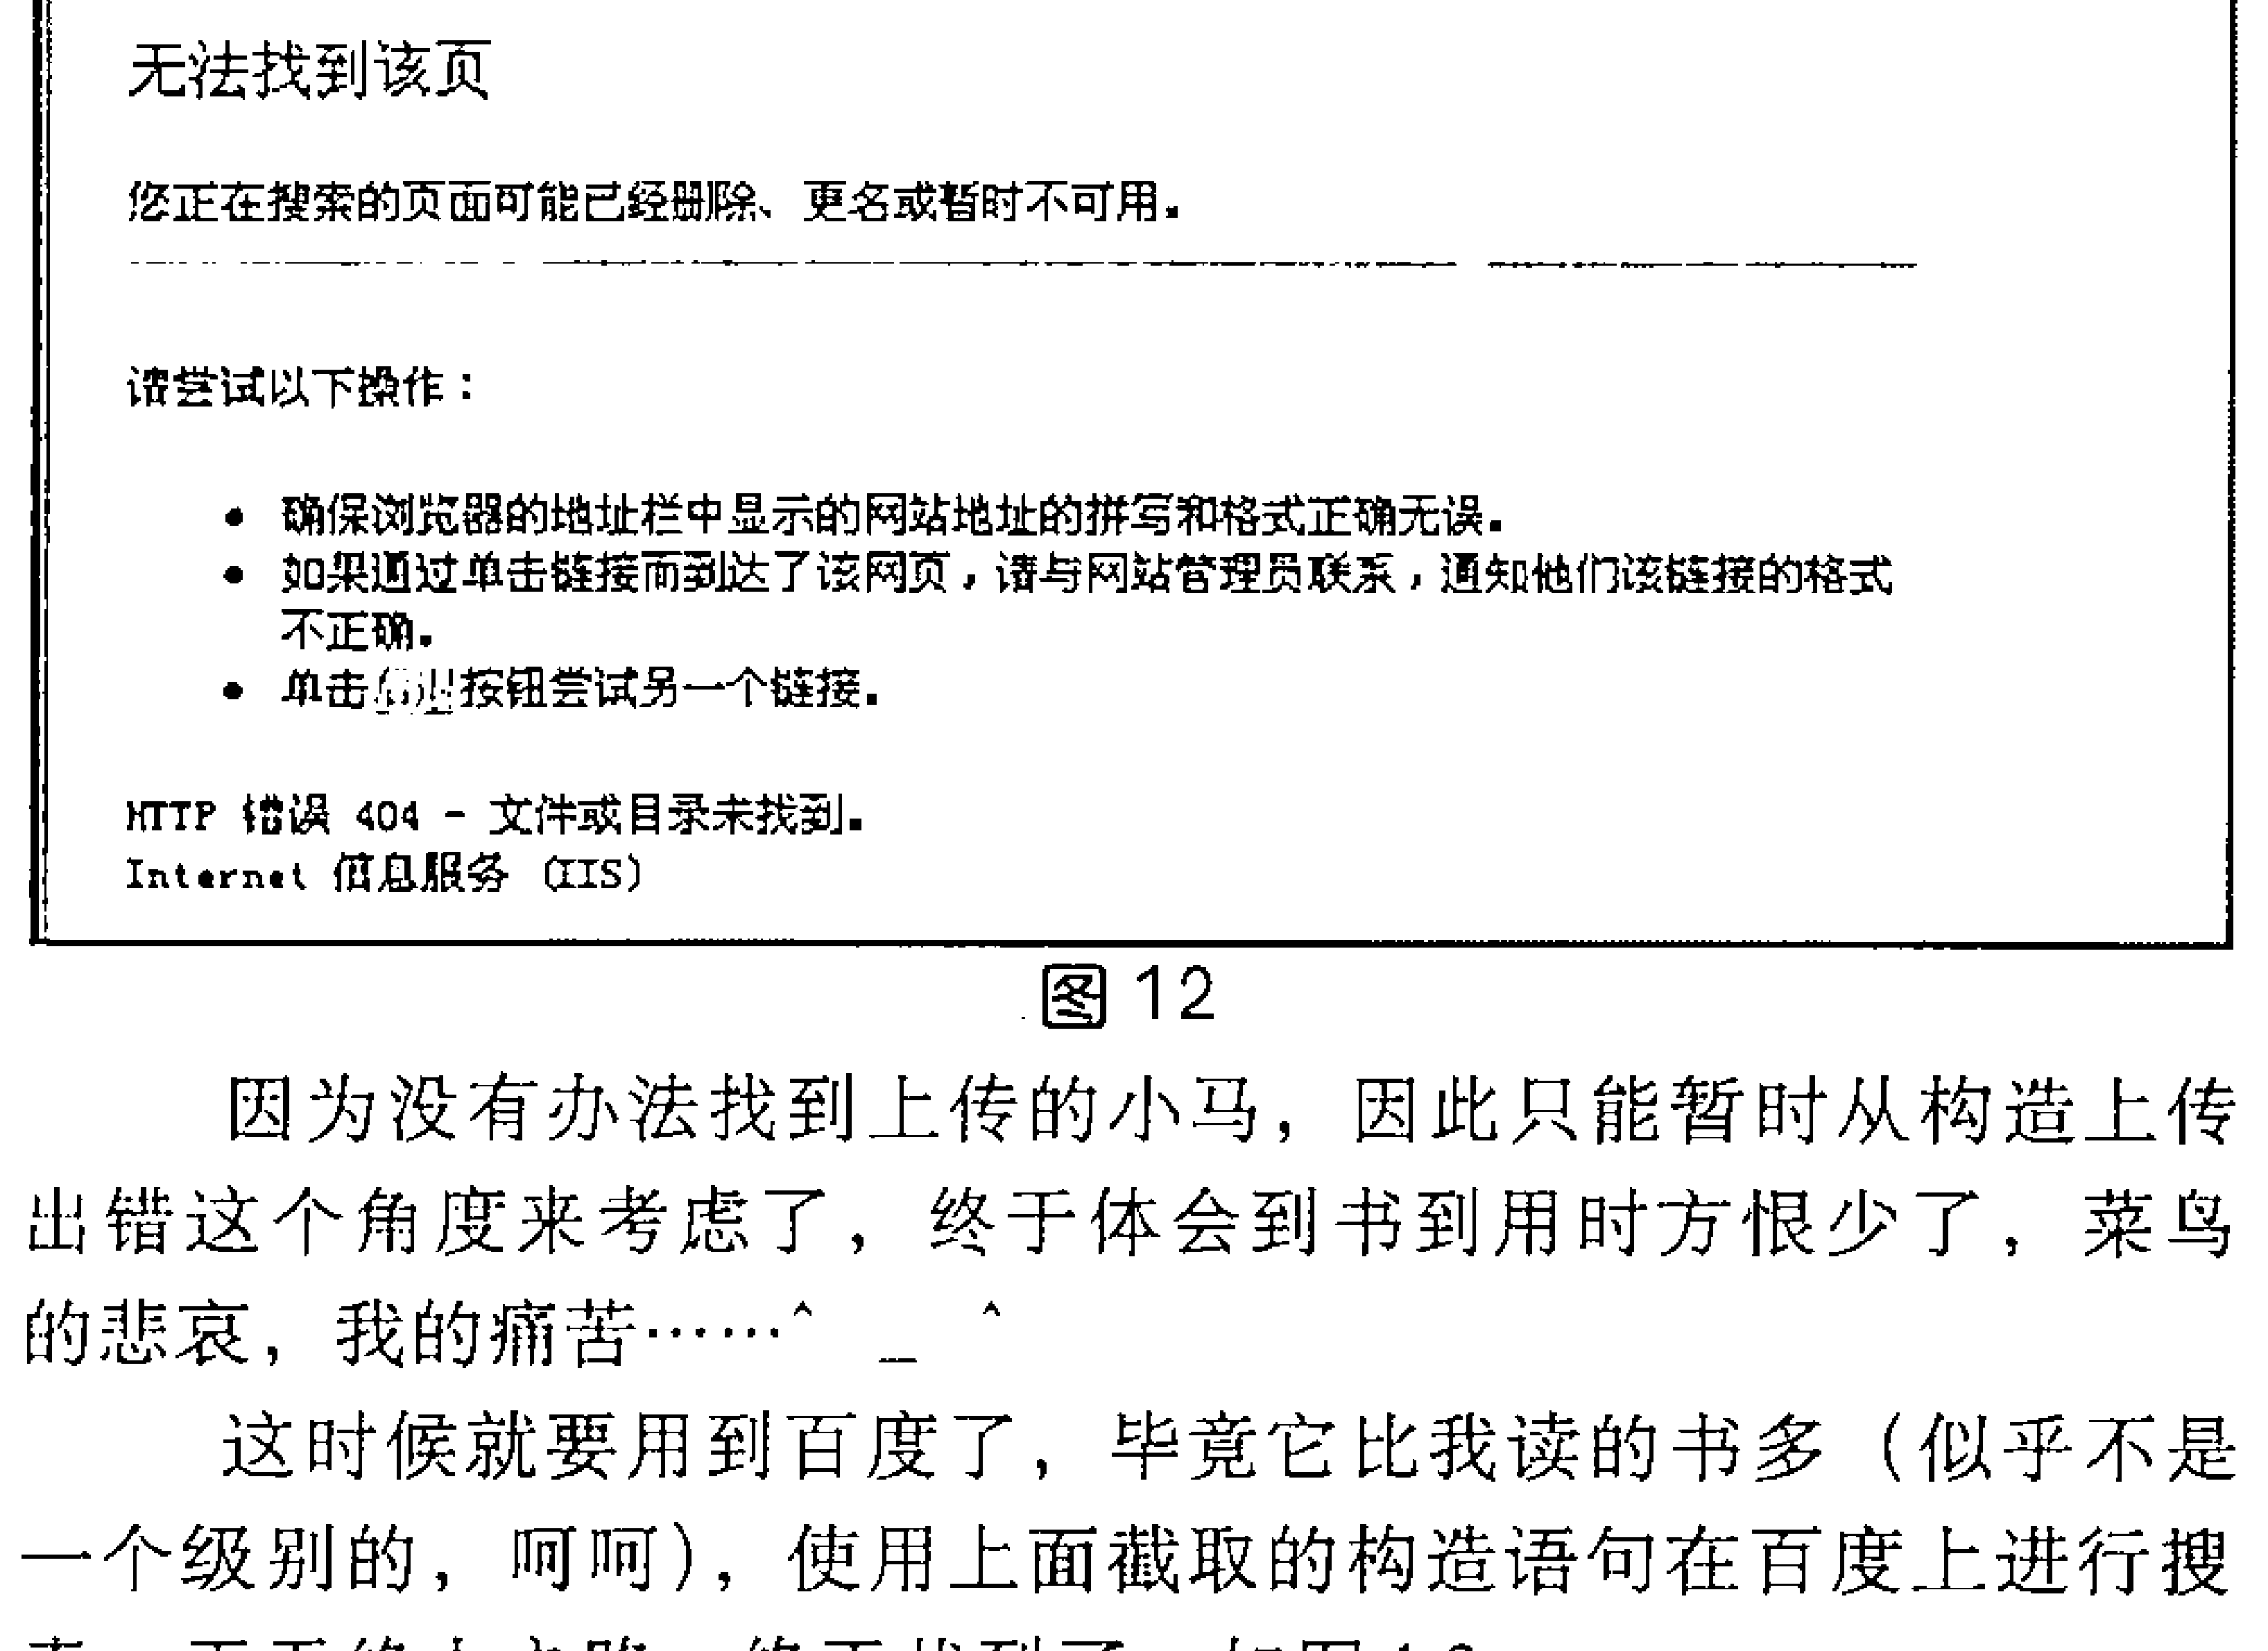 无法找到该页
您正在搜索的页面可能已经删除、更名或暂时不可用。
请尝试以下操作：
• 确保浏览器的地址栏中显示的网站地址的拼写和格式正确无误。
• 如果通过单击链接而到达了该网页，请与网站管理员联系，通知他们该链接的格式
不正确。
• 单击后退按钮尝试另一个链接。
HTTP 错误 404 - 文件或目录未找到。
Internet 信息服务 (IIS)
图 12
因为没有办法找到上传的小马，因此只能暂时从构造上传
出错这个角度来考虑了，终于体会到书到用时方恨少了，菜鸟
的悲哀，我的痛苦……^ _ ^
这时候就要用到百度了，毕竟它比我读的书多（似乎不是
一个级别的，呵呵），使用上面截取的构造语句在百度上进行搜